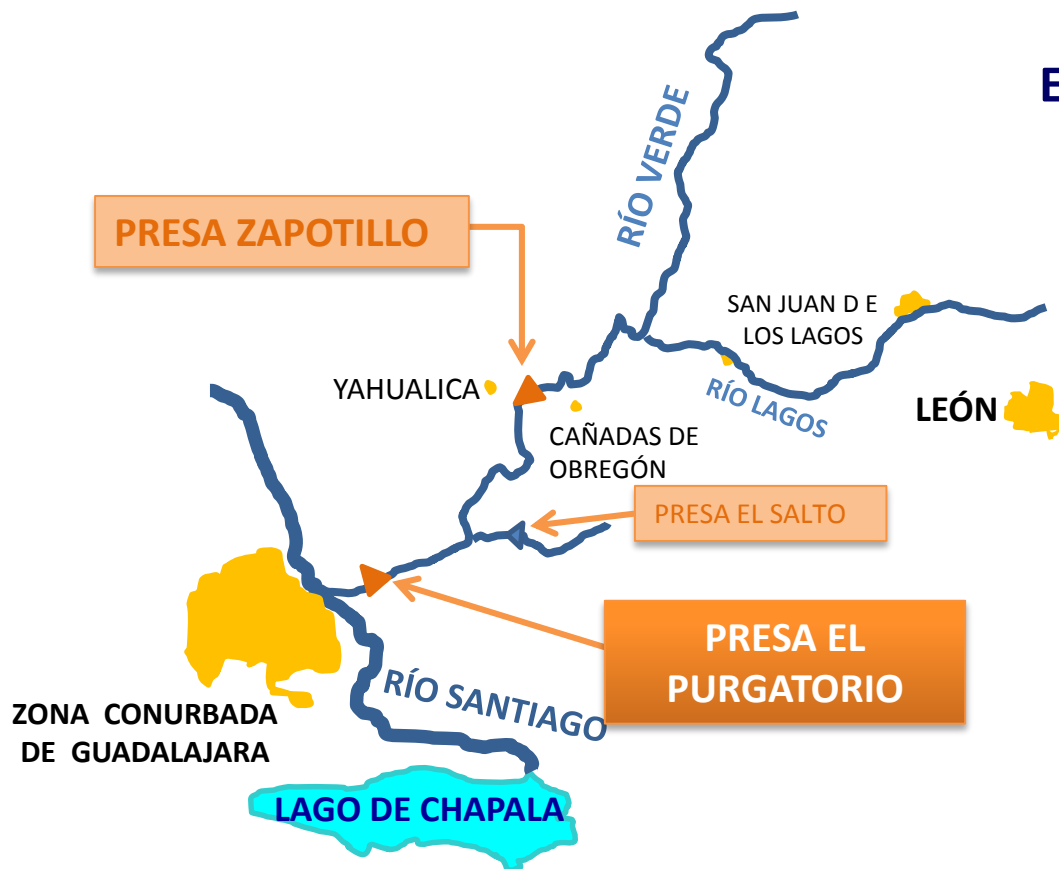 E
RÍO VERDE
PRESA ZAPOTILLO
SAN JUAN D E
LOS LAGOS
YAHUALICA
RÍO LAGOS
LEÓN
CAÑADAS DE
OBREGÓN
PRESA EL SALTO
PRESA EL
PURGATORIO
RÍO SANTIAGO
ZONA CONURBADA
DE GUADALAJARA
LAGO DE CHAPALA